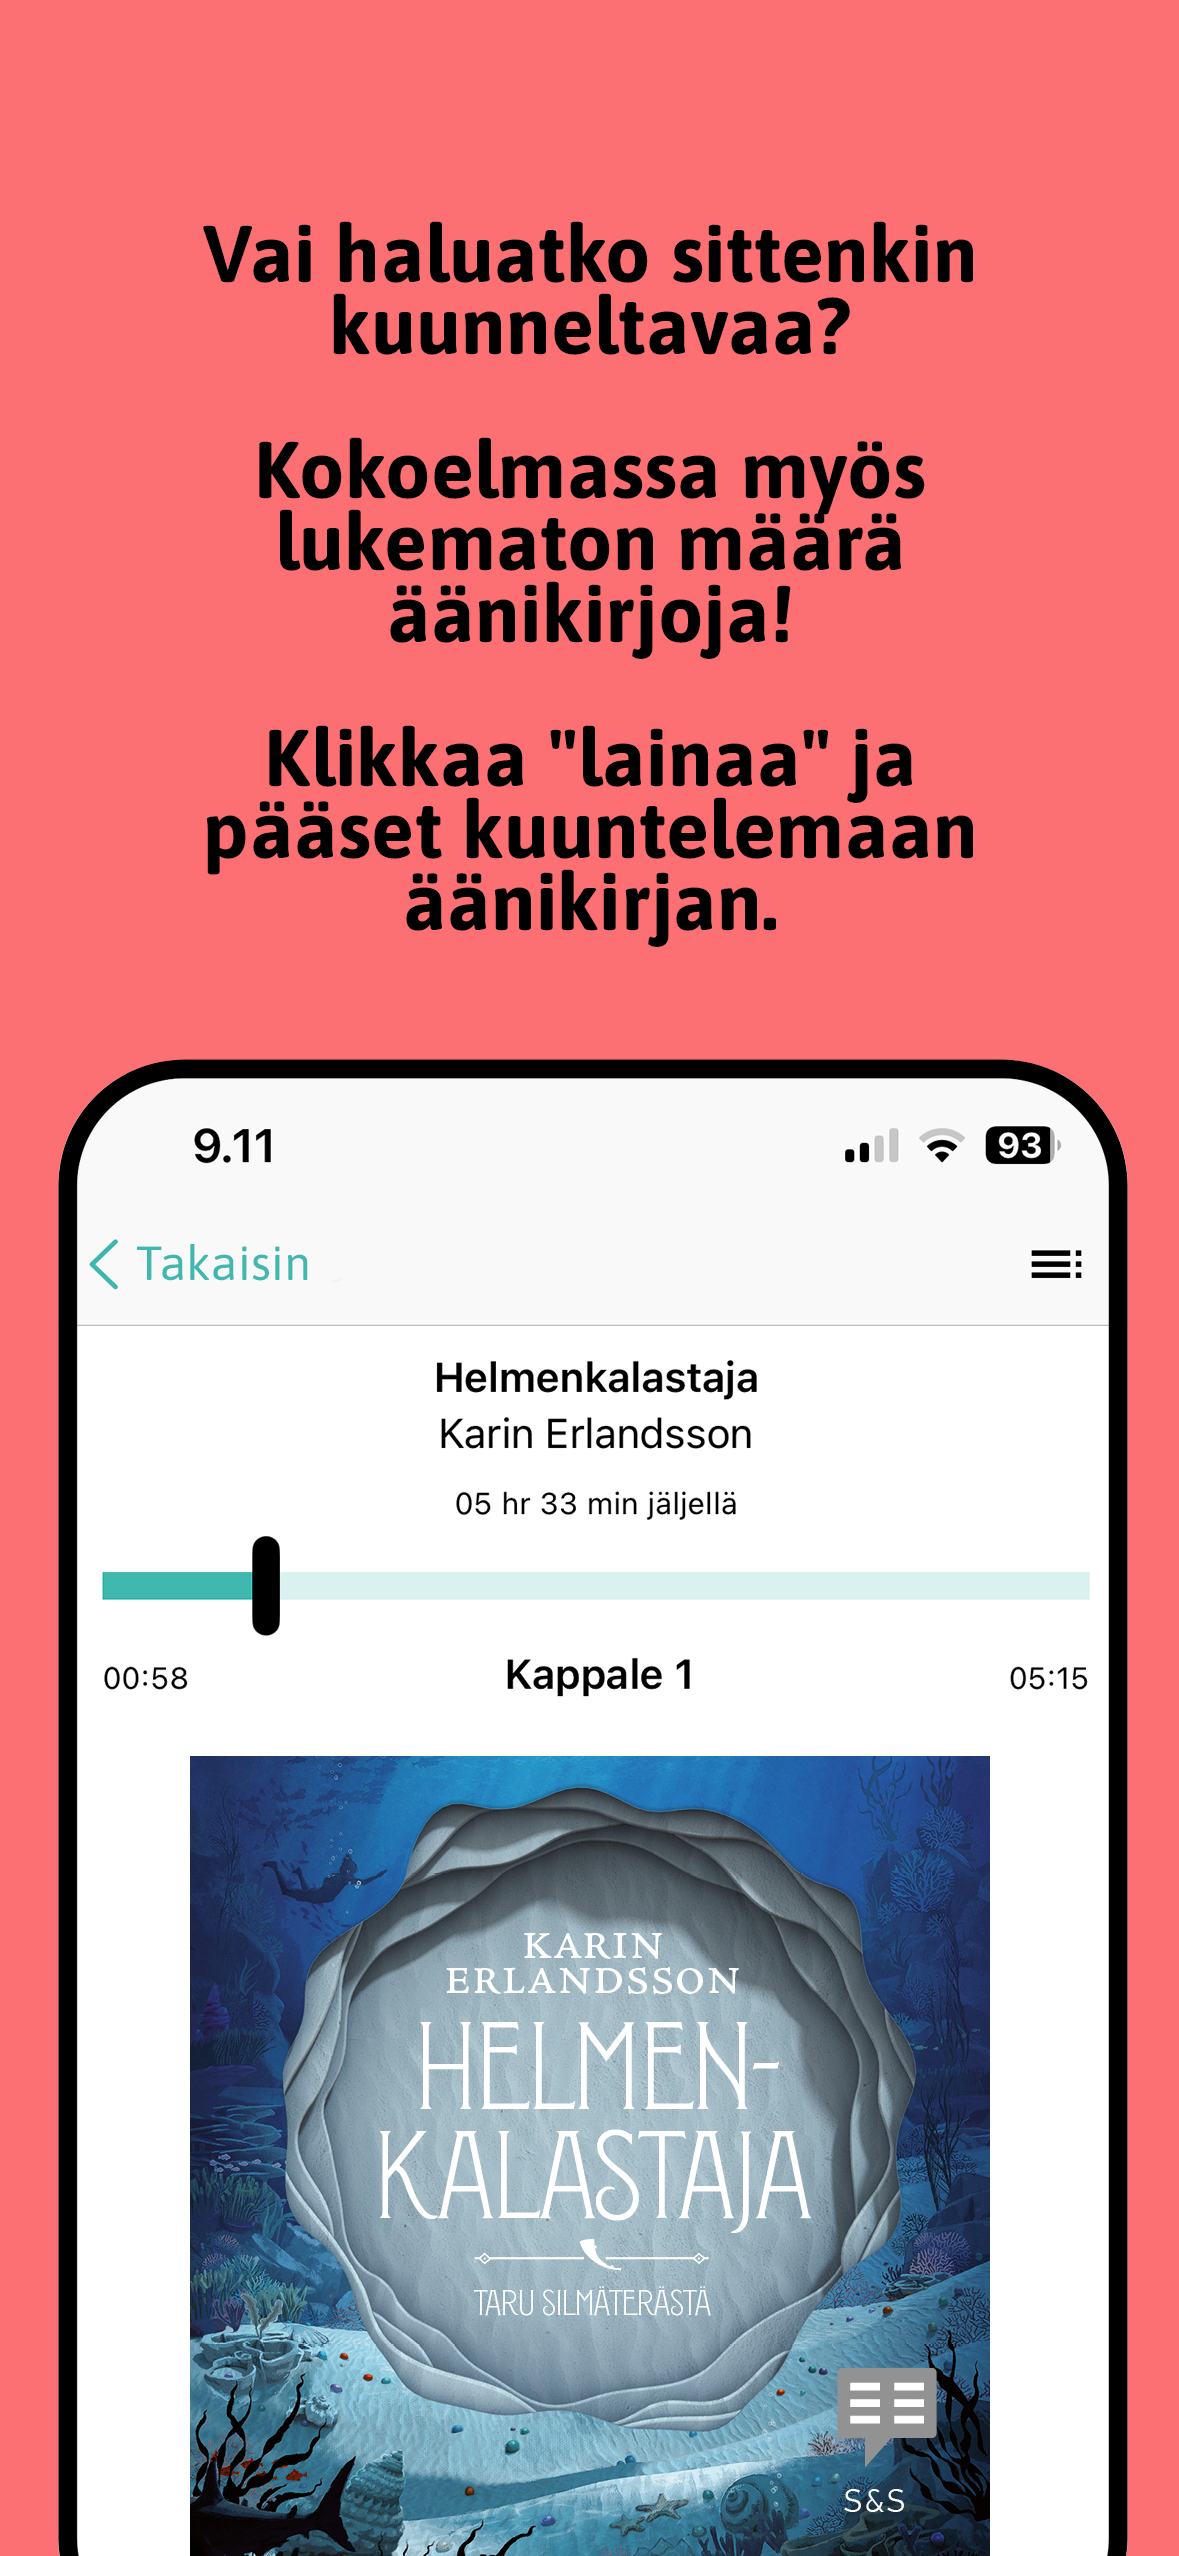 Vai haluatko sittenkin
kuunneltavaa?
Kokoelmassa myös
lukematon määrä
äänikirjoja!
Klikkaa "lainaa" ja
pääset kuuntelemaan
äänikirjan.
9.11
93
Takaisin
Helmenkalastaja
Karin Erlandsson
05 hr 33 min jäljellä
00:58 Kappale 1 05:15
KARIN
ERLANDSSON
HELMEN-
KALASTAJA
TARU SILMÄTERÄSTÄ
S&S